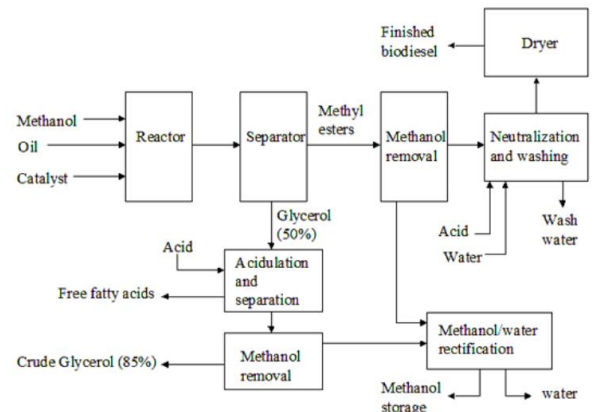 Finished
biodiesel
Dryer
Methanol
Oil
Catalyst
Reactor
Separator
Methyl
esters
Methanol
removal
Neutralization
and washing
Glycerol
(50%)
Acid
Water
Wash
water
Acid
Acidulation
and
separation
Free fatty acids
Methanol
removal
Crude Glycerol (85%)
Methanol/water
rectification
Methanol
storage
water